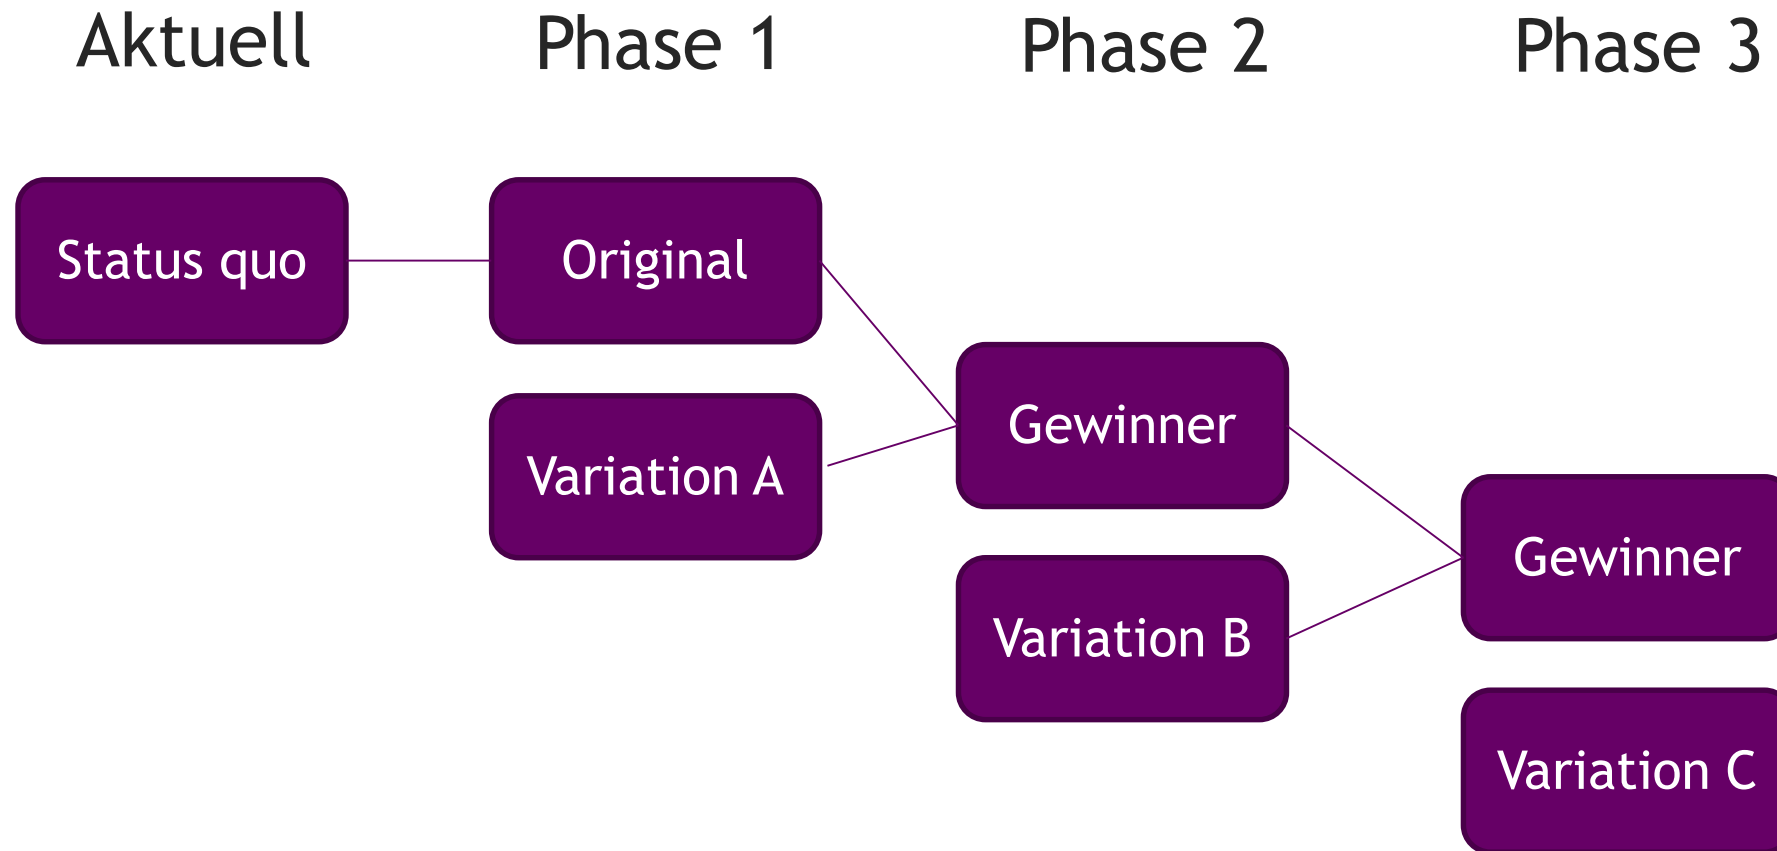 Aktuell
Phase 1
Phase 2
Phase 3
Status quo
Original
Variation A
Gewinner
Variation B
Gewinner
Variation C